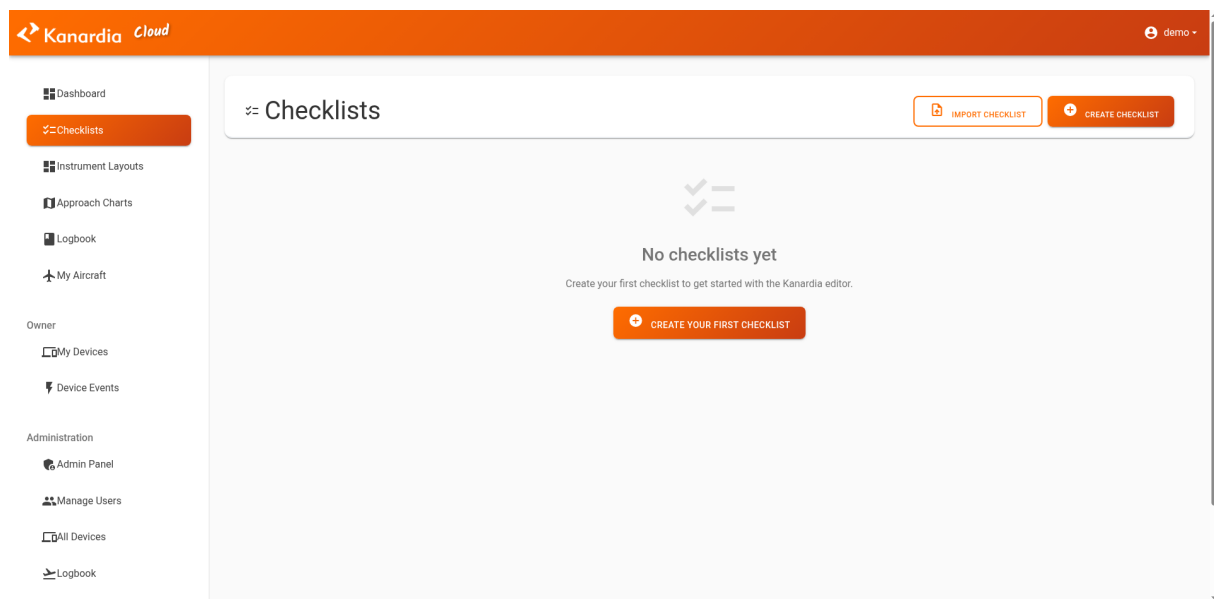 Kanardia Cloud
demo
Dashboard
Checklists
Instrument Layouts
Approach Charts
Logbook
My Aircraft
Owner
My Devices
Device Events
Administration
Admin Panel
Manage Users
All Devices
Logbook
Checklists
IMPORT CHECKLIST
CREATE CHECKLIST
No checklists yet
Create your first checklist to get started with the Kanardia editor.
CREATE YOUR FIRST CHECKLIST